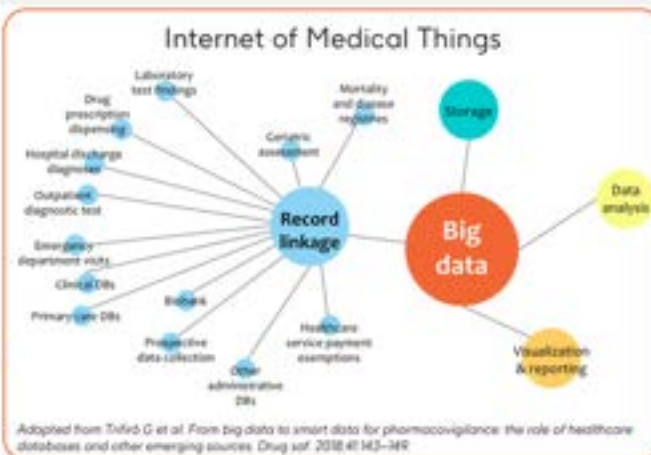 Internet of Medical Things
Laboratory
test findings
Drug
prescription
dispensing
Hospital discharge
diagnoses
Outpatient
diagnostic test
Emergency
department visits
Clinical DBs
Primary care DBs
Biobank
Prospective
data collection
Other
administrative
DBs
Healthcare
service payment
exemptions
Geriatric
assessment
Mortality
and disease
registries
Record
linkage
Storage
Big
data
Data
analysis
Visualization
& reporting
Adapted from Trifirò G et al. From big data to smart data for pharmacovigilance: the role of healthcare
databases and other emerging sources. Drug saf. 2018;41:143–149.